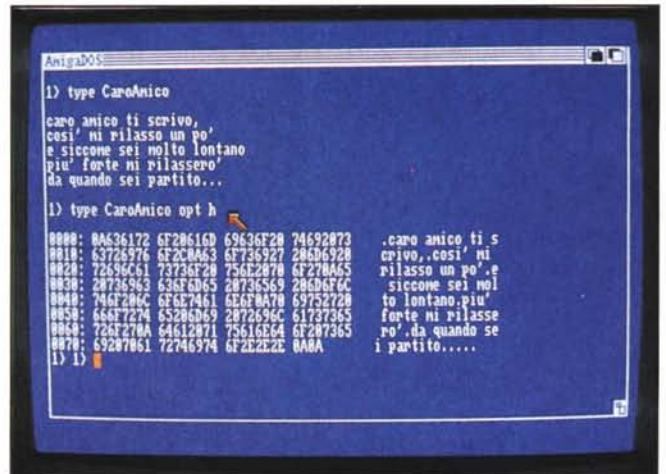 AmigaDOS
1> type CaroAmico
caro amico ti scrivo,
cosi' mi rilasso un po'
e siccome sei molto lontano
piu' forte mi rilassero'
da quando sei partito...
1> type CaroAmico opt h
0000: 0A636172 6F20616D 69636F20 74692073 .caro amico ti s
0010: 63726976 6F2C0A63 6F736927 206D6920 crivo,.cosi' mi
0020: 72696C61 73736F20 756E2070 6F270A65 rilasso un po'.e
0030: 20736963 636F6D65 20736569 206D6F6C siccome sei mol
0040: 746F206C 6F6E7461 6E6F0A70 69752720 to lontano.piu'
0050: 666F7274 65206D69 2072696C 61737365 forte mi rilasse
0060: 726F270A 64612071 75616E64 6F207365 ro'.da quando se
0070: 69207061 72746974 6F2E2E2E 0A0A i partito.....
1> 1>